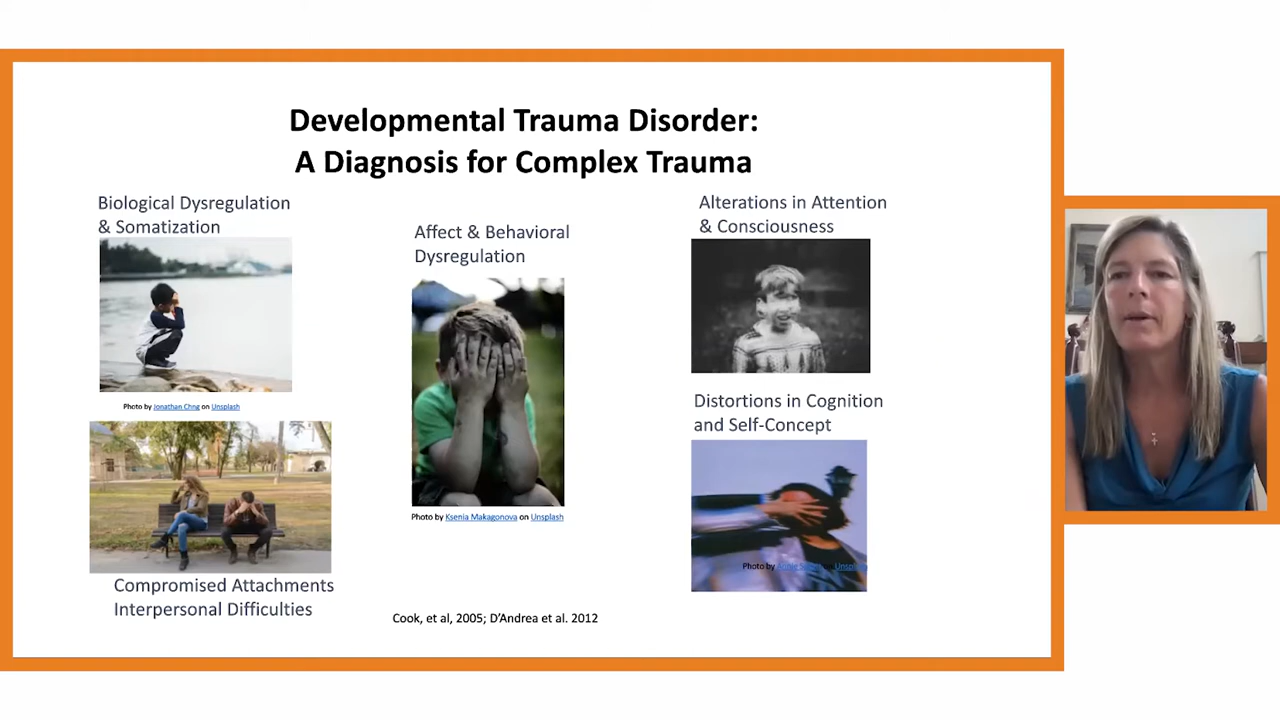 Developmental Trauma Disorder:
A Diagnosis for Complex Trauma
Biological Dysregulation
& Somatization
Photo by Jonathan Chng on Unsplash
Compromised Attachments
Interpersonal Difficulties
Affect & Behavioral
Dysregulation
Photo by Ksenia Makagonova on Unsplash
Alterations in Attention
& Consciousness
Distortions in Cognition
and Self-Concept
Photo by
Cook, et al, 2005; D’Andrea et al. 2012